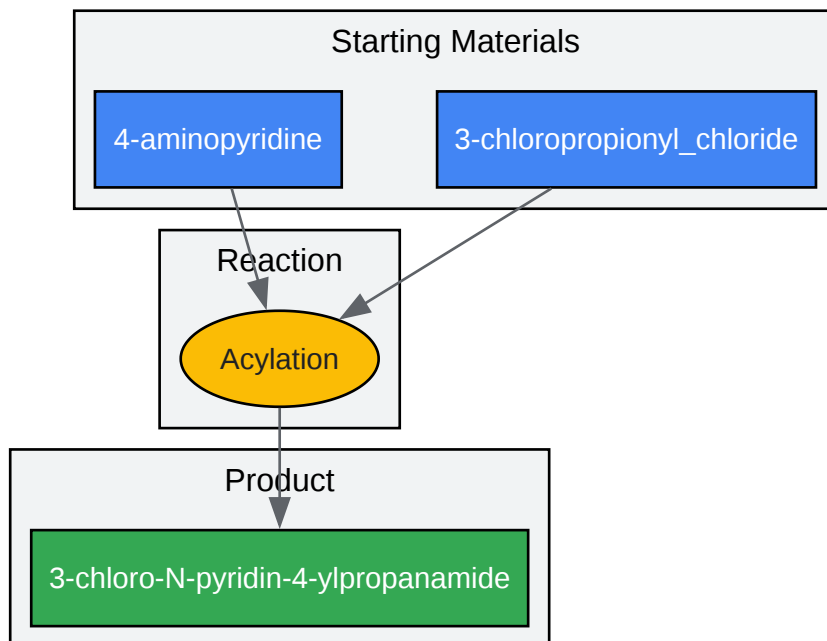 Starting Materials
4-aminopyridine
3-chloropropionyl_chloride
Reaction
Acylation
Product
3-chloro-N-pyridin-4-ylpropanamide